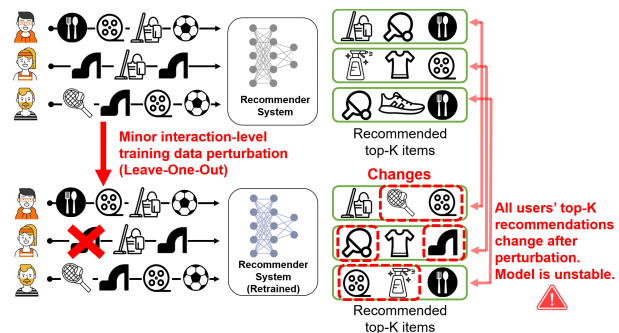 Recommender
System
Recommended
top-K items
Minor interaction-level
training data perturbation
(Leave-One-Out)
Changes
All users' top-K
recommendations
change after
perturbation.
Model is unstable.
Recommender
System
(Retrained)
Recommended
top-K items